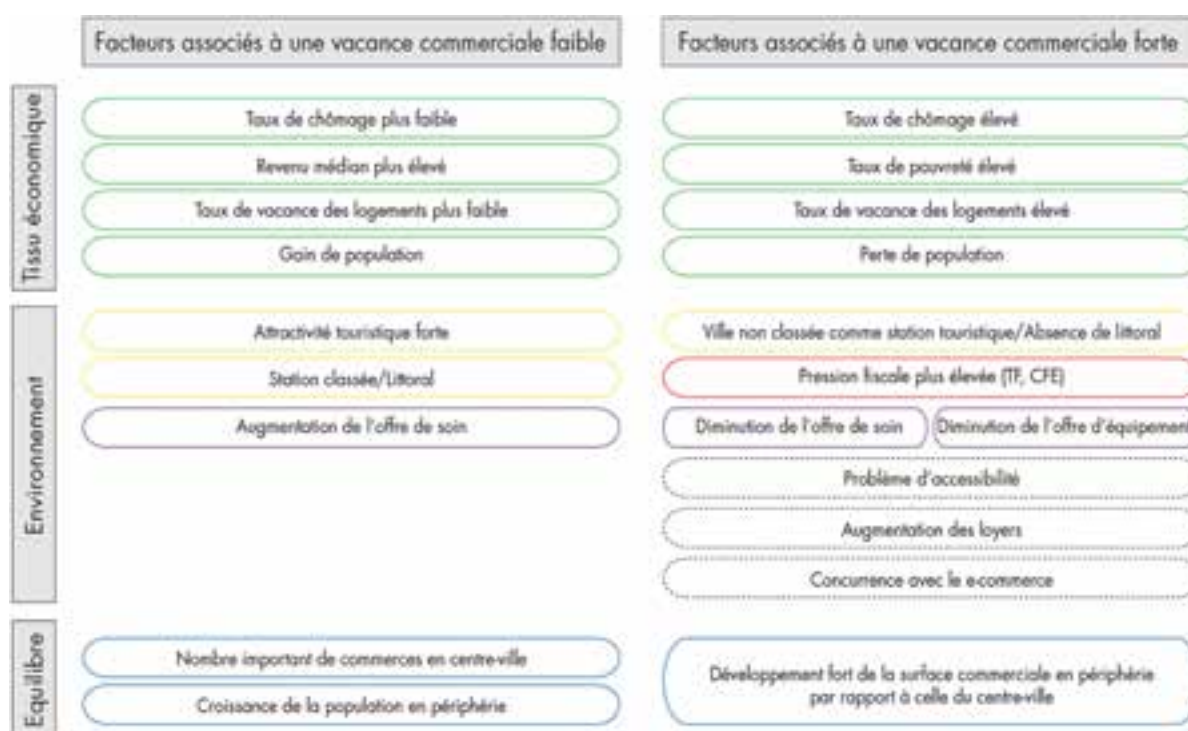 Facteurs associés à une vacance commerciale faible
Facteurs associés à une vacance commerciale forte
Tissu économique
Taux de chômage plus faible
Taux de chômage élevé
Revenu médian plus élevé
Taux de pauvreté élevé
Taux de vacance des logements plus faible
Taux de vacance des logements élevé
Gain de population
Perte de population
Environnement
Attractivité touristique forte
Ville non classée comme station touristique/Absence de littoral
Station classée/Littoral
Pression fiscale plus élevée (TF, CFE)
Augmentation de l'offre de soin
Diminution de l'offre de soin
Diminution de l'offre d'équipement
Problème d'accessibilité
Augmentation des loyers
Concurrence avec le e-commerce
Equilibre
Nombre important de commerces en centre-ville
Croissance de la population en périphérie
Développement fort de la surface commerciale en périphérie
par rapport à celle du centre-ville